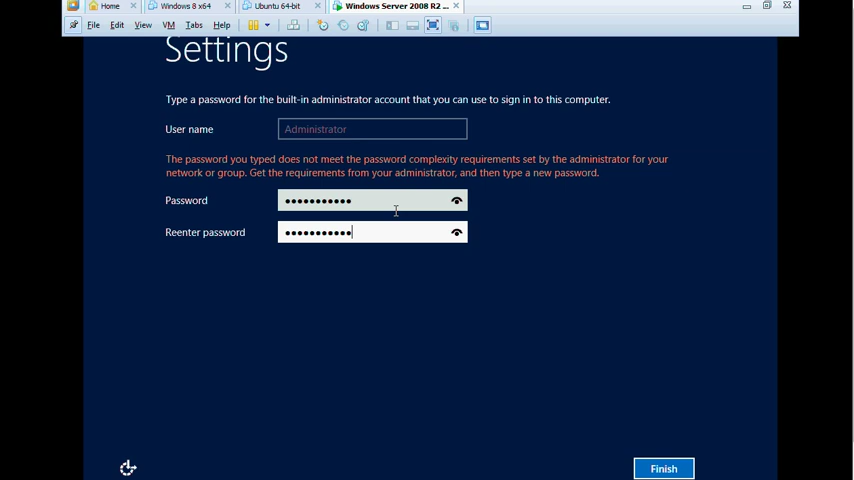 Home
Windows 8 x64
Ubuntu 64-bit
Windows Server 2008 R2 ...
File Edit View VM Tabs Help
Settings
Type a password for the built-in administrator account that you can use to sign in to this computer.
User name
Administrator
The password you typed does not meet the password complexity requirements set by the administrator for your
network or group. Get the requirements from your administrator, and then type a new password.
Password
Reenter password
Finish